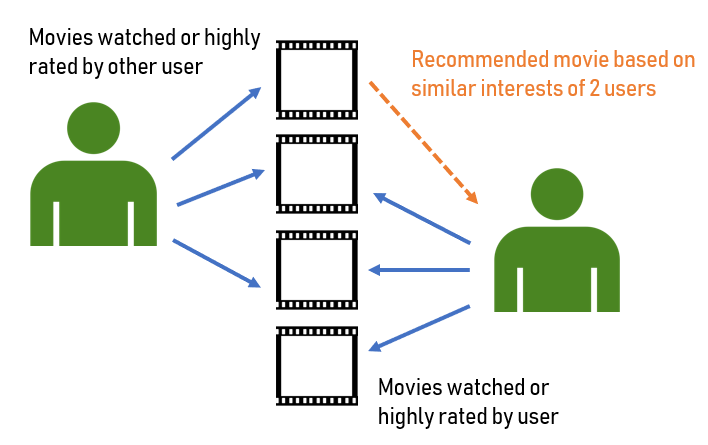 Movies watched or highly
rated by other user
Recommended movie based on
similar interests of 2 users
Movies watched or
highly rated by user